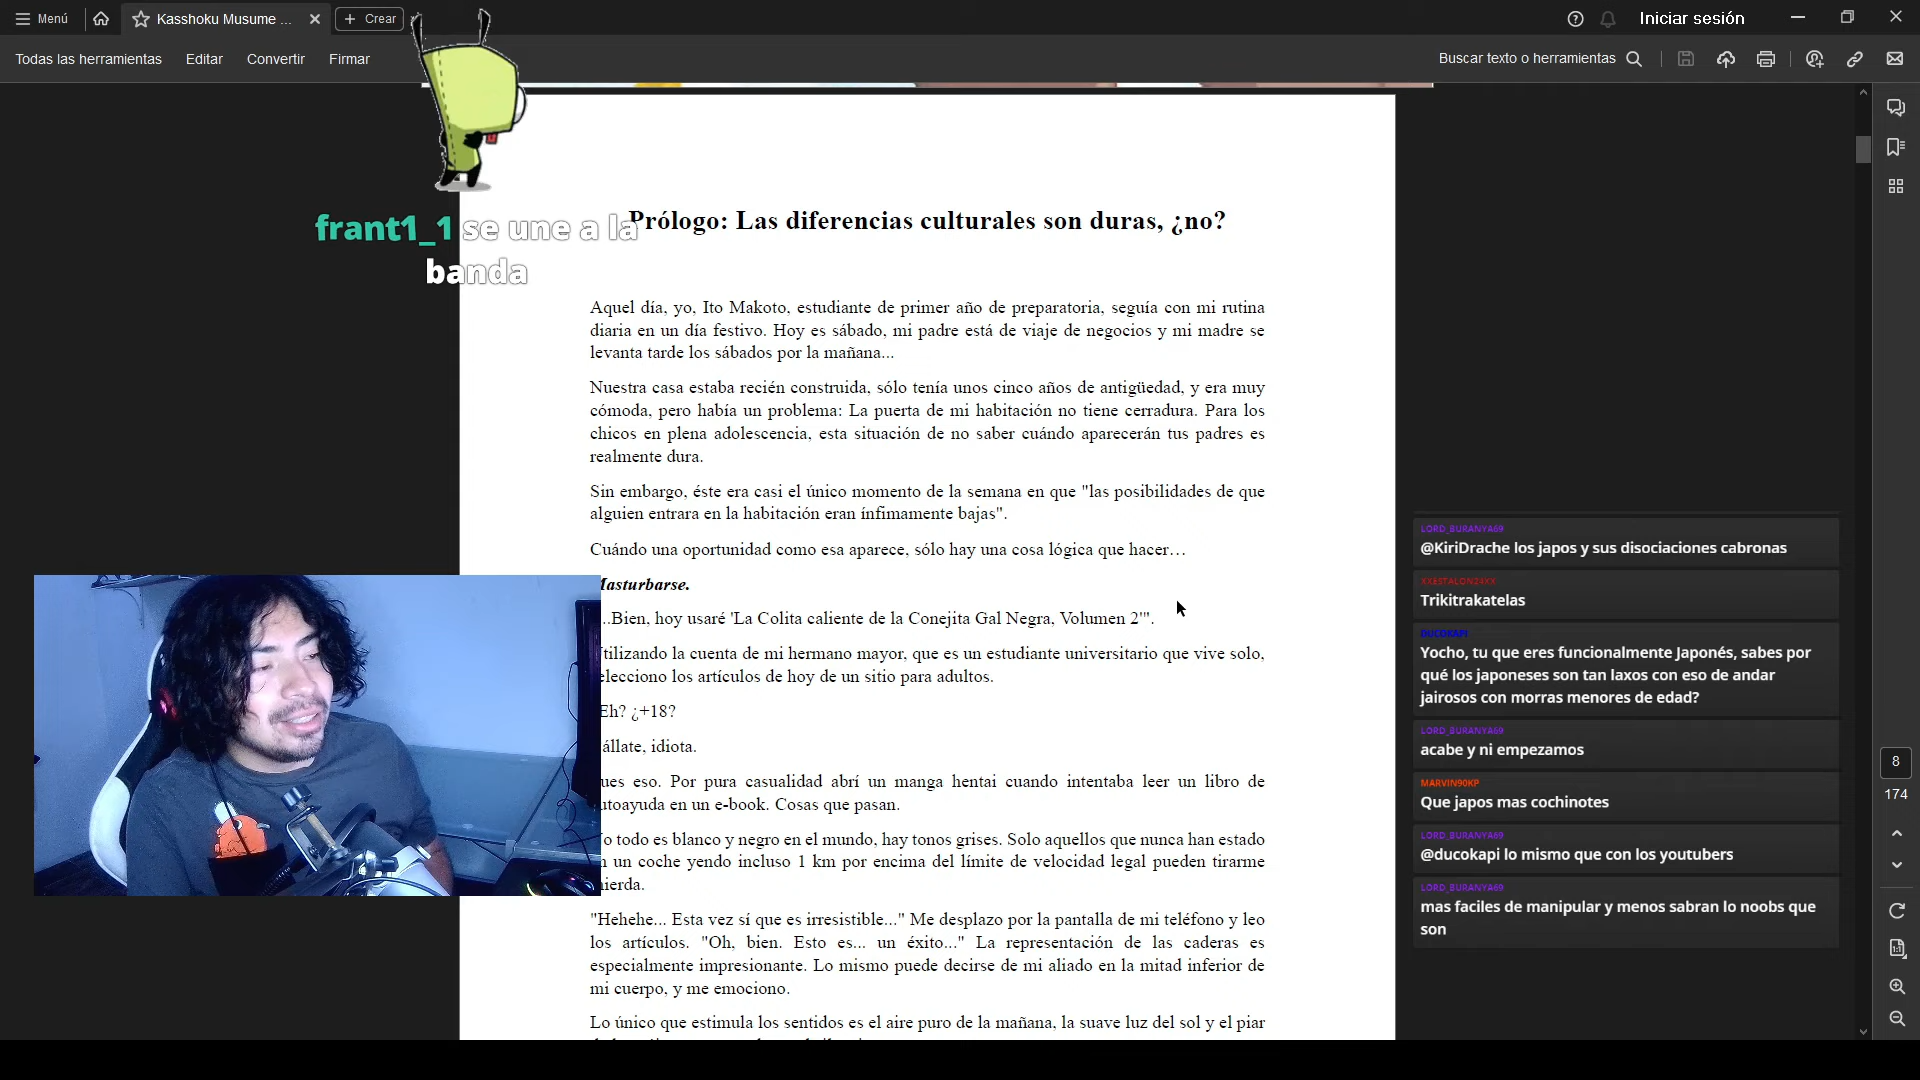 Menú
Kasshoku Musume ...
Crear
Iniciar sesión
Todas las herramientas
Editar
Convertir
Firmar
Buscar texto o herramientas
frant1_1 se une a la
banda
Prólogo: Las diferencias culturales son duras, ¿no?
Aquel día, yo, Ito Makoto, estudiante de primer año de preparatoria, seguía con mi rutina
diaria en un día festivo. Hoy es sábado, mi padre está de viaje de negocios y mi madre se
levanta tarde los sábados por la mañana...
Nuestra casa estaba recién construida, sólo tenía unos cinco años de antigüedad, y era muy
cómoda, pero había un problema: La puerta de mi habitación no tiene cerradura. Para los
chicos en plena adolescencia, esta situación de no saber cuándo aparecerán tus padres es
realmente dura.
Sin embargo, éste era casi el único momento de la semana en que "las posibilidades de que
alguien entrara en la habitación eran ínfimamente bajas".
Cuándo una oportunidad como esa aparece, sólo hay una cosa lógica que hacer…
Masturbarse.
..Bien, hoy usaré 'La Colita caliente de la Conejita Gal Negra, Volumen 2'".
tilizando la cuenta de mi hermano mayor, que es un estudiante universitario que vive solo,
elecciono los artículos de hoy de un sitio para adultos.
Eh? ¿+18?
állate, idiota.
ues eso. Por pura casualidad abrí un manga hentai cuando intentaba leer un libro de
utoayuda en un e-book. Cosas que pasan.
o todo es blanco y negro en el mundo, hay tonos grises. Solo aquellos que nunca han estado
n un coche yendo incluso 1 km por encima del límite de velocidad legal pueden tirarme
ierda.
"Hehehe... Esta vez sí que es irresistible..." Me desplazo por la pantalla de mi teléfono y leo
los artículos. "Oh, bien. Esto es... un éxito..." La representación de las caderas es
especialmente impresionante. Lo mismo puede decirse de mi aliado en la mitad inferior de
mi cuerpo, y me emociono.
Lo único que estimula los sentidos es el aire puro de la mañana, la suave luz del sol y el piar
LORD_BURANYA69
@KiriDrache los japos y sus disociaciones cabronas
XXESTALON24XX
Trikitrakatelas
DUCOKAPI
Yocho, tu que eres funcionalmente Japonés, sabes por
qué los japoneses son tan laxos con eso de andar
jairosos con morras menores de edad?
LORD_BURANYA69
acabe y ni empezamos
MARVIN90KP
Que japos mas cochinotes
LORD_BURANYA69
@ducokapi lo mismo que con los youtubers
LORD_BURANYA69
mas faciles de manipular y menos sabran lo noobs que
son
8
174